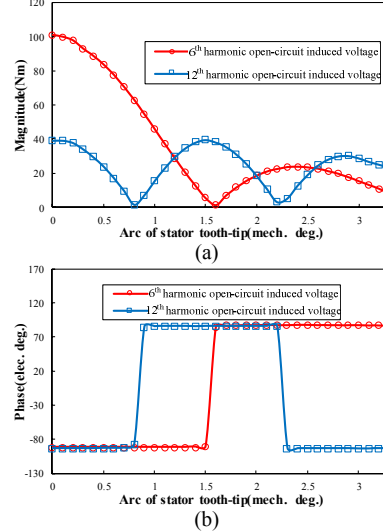 120
100
80
60
40
20
0
Magnitude(Nm)
6th harmonic open-circuit induced voltage
12th harmonic open-circuit induced voltage
0 0.5 1 1.5 2 2.5 3
Arc of stator tooth-tip(mech. deg.)
(a)
170
120
70
20
-30
-80
-130
Phase(dec. deg.)
6th harmonic open-circuit induced voltage
12th harmonic open-circuit induced voltage
0 0.5 1 1.5 2 2.5 3
Arc of stator tooth-tip(mech. deg.)
(b)